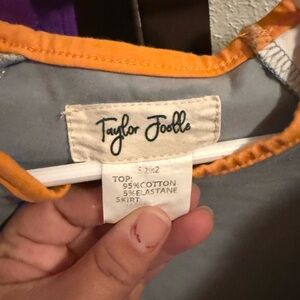 Taylor Joelle
TOP:
95%COTTON
5%ELASTANE
SKIRT